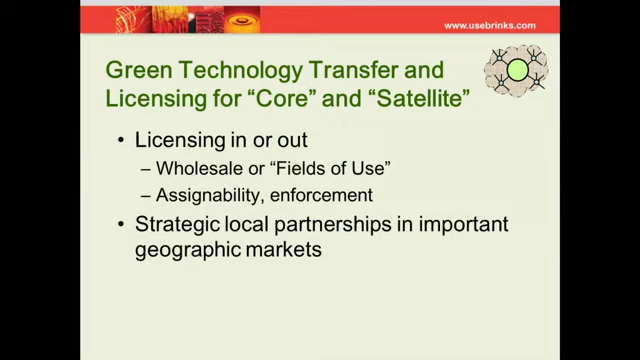 www.usebrinks.com
Green Technology Transfer and
Licensing for “Core” and “Satellite”
• Licensing in or out
– Wholesale or “Fields of Use”
– Assignability, enforcement
• Strategic local partnerships in important
geographic markets